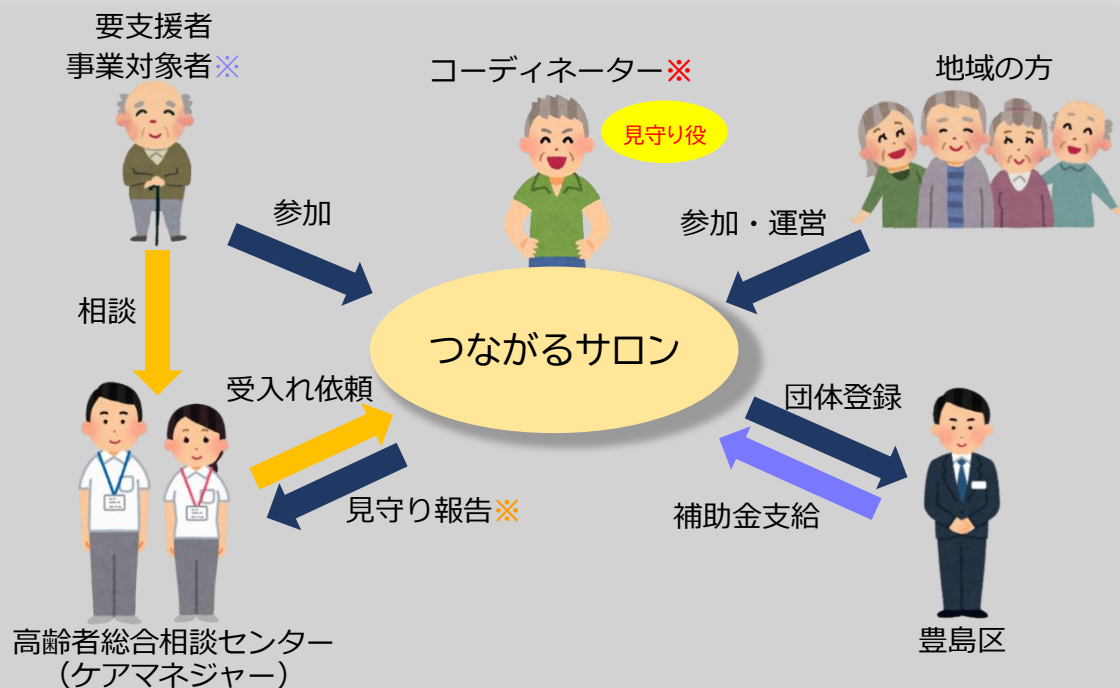 要支援者
事業対象者※
コーディネーター※
地域の方
見守り役
参加
参加・運営
相談
つながるサロン
受入れ依頼
団体登録
見守り報告※
補助金支給
高齢者総合相談センター
（ケアマネジャー）
豊島区